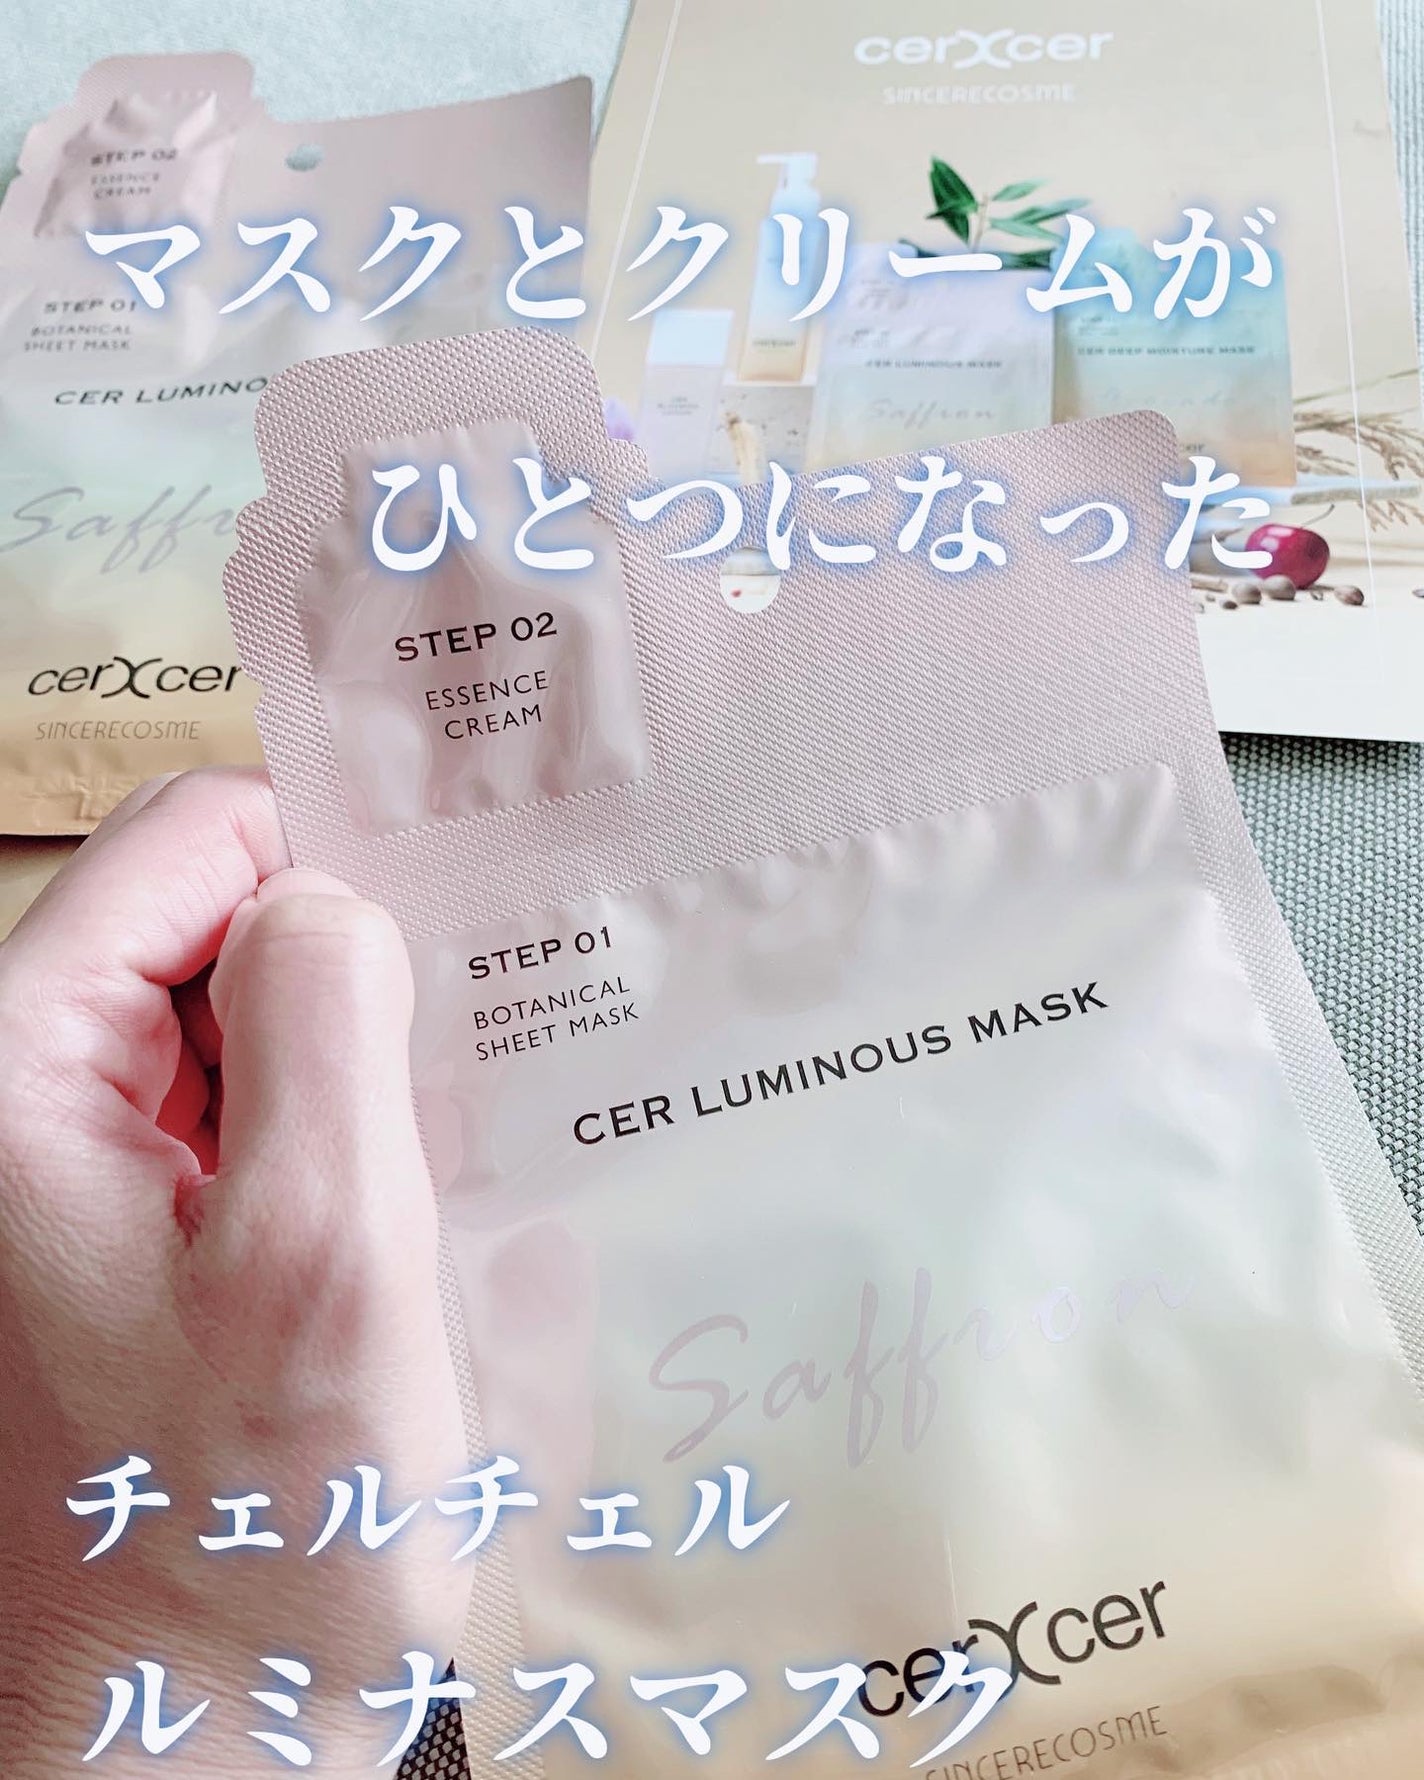 cerXcer
SINCERECOSME
STEP 02
ESSENCE
CREAM
マスクとクリームが
STEP 01
BOTANICAL
SHEET MASK
CER LUMINO
CER LUMINOUS MASK
CER DEEP MOISTURE MASK
Saffron
ひとつになった
cerXcer
SINCERECOSME
STEP 02
ESSENCE
CREAM
STEP 01
BOTANICAL
SHEET MASK
CER LUMINOUS MASK
Saffron
チェルチェル
cerXcer
ルミナスマスク
SINCERECOSME